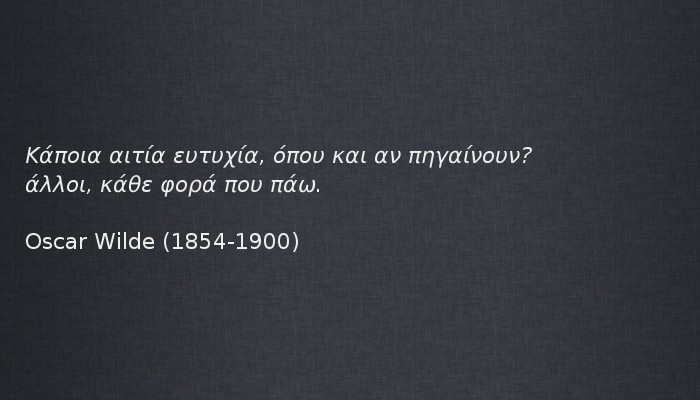 Κάποια αιτία ευτυχία, όπου και αν πηγαίνουν?
άλλοι, κάθε φορά που πάω.
Oscar Wilde (1854-1900)